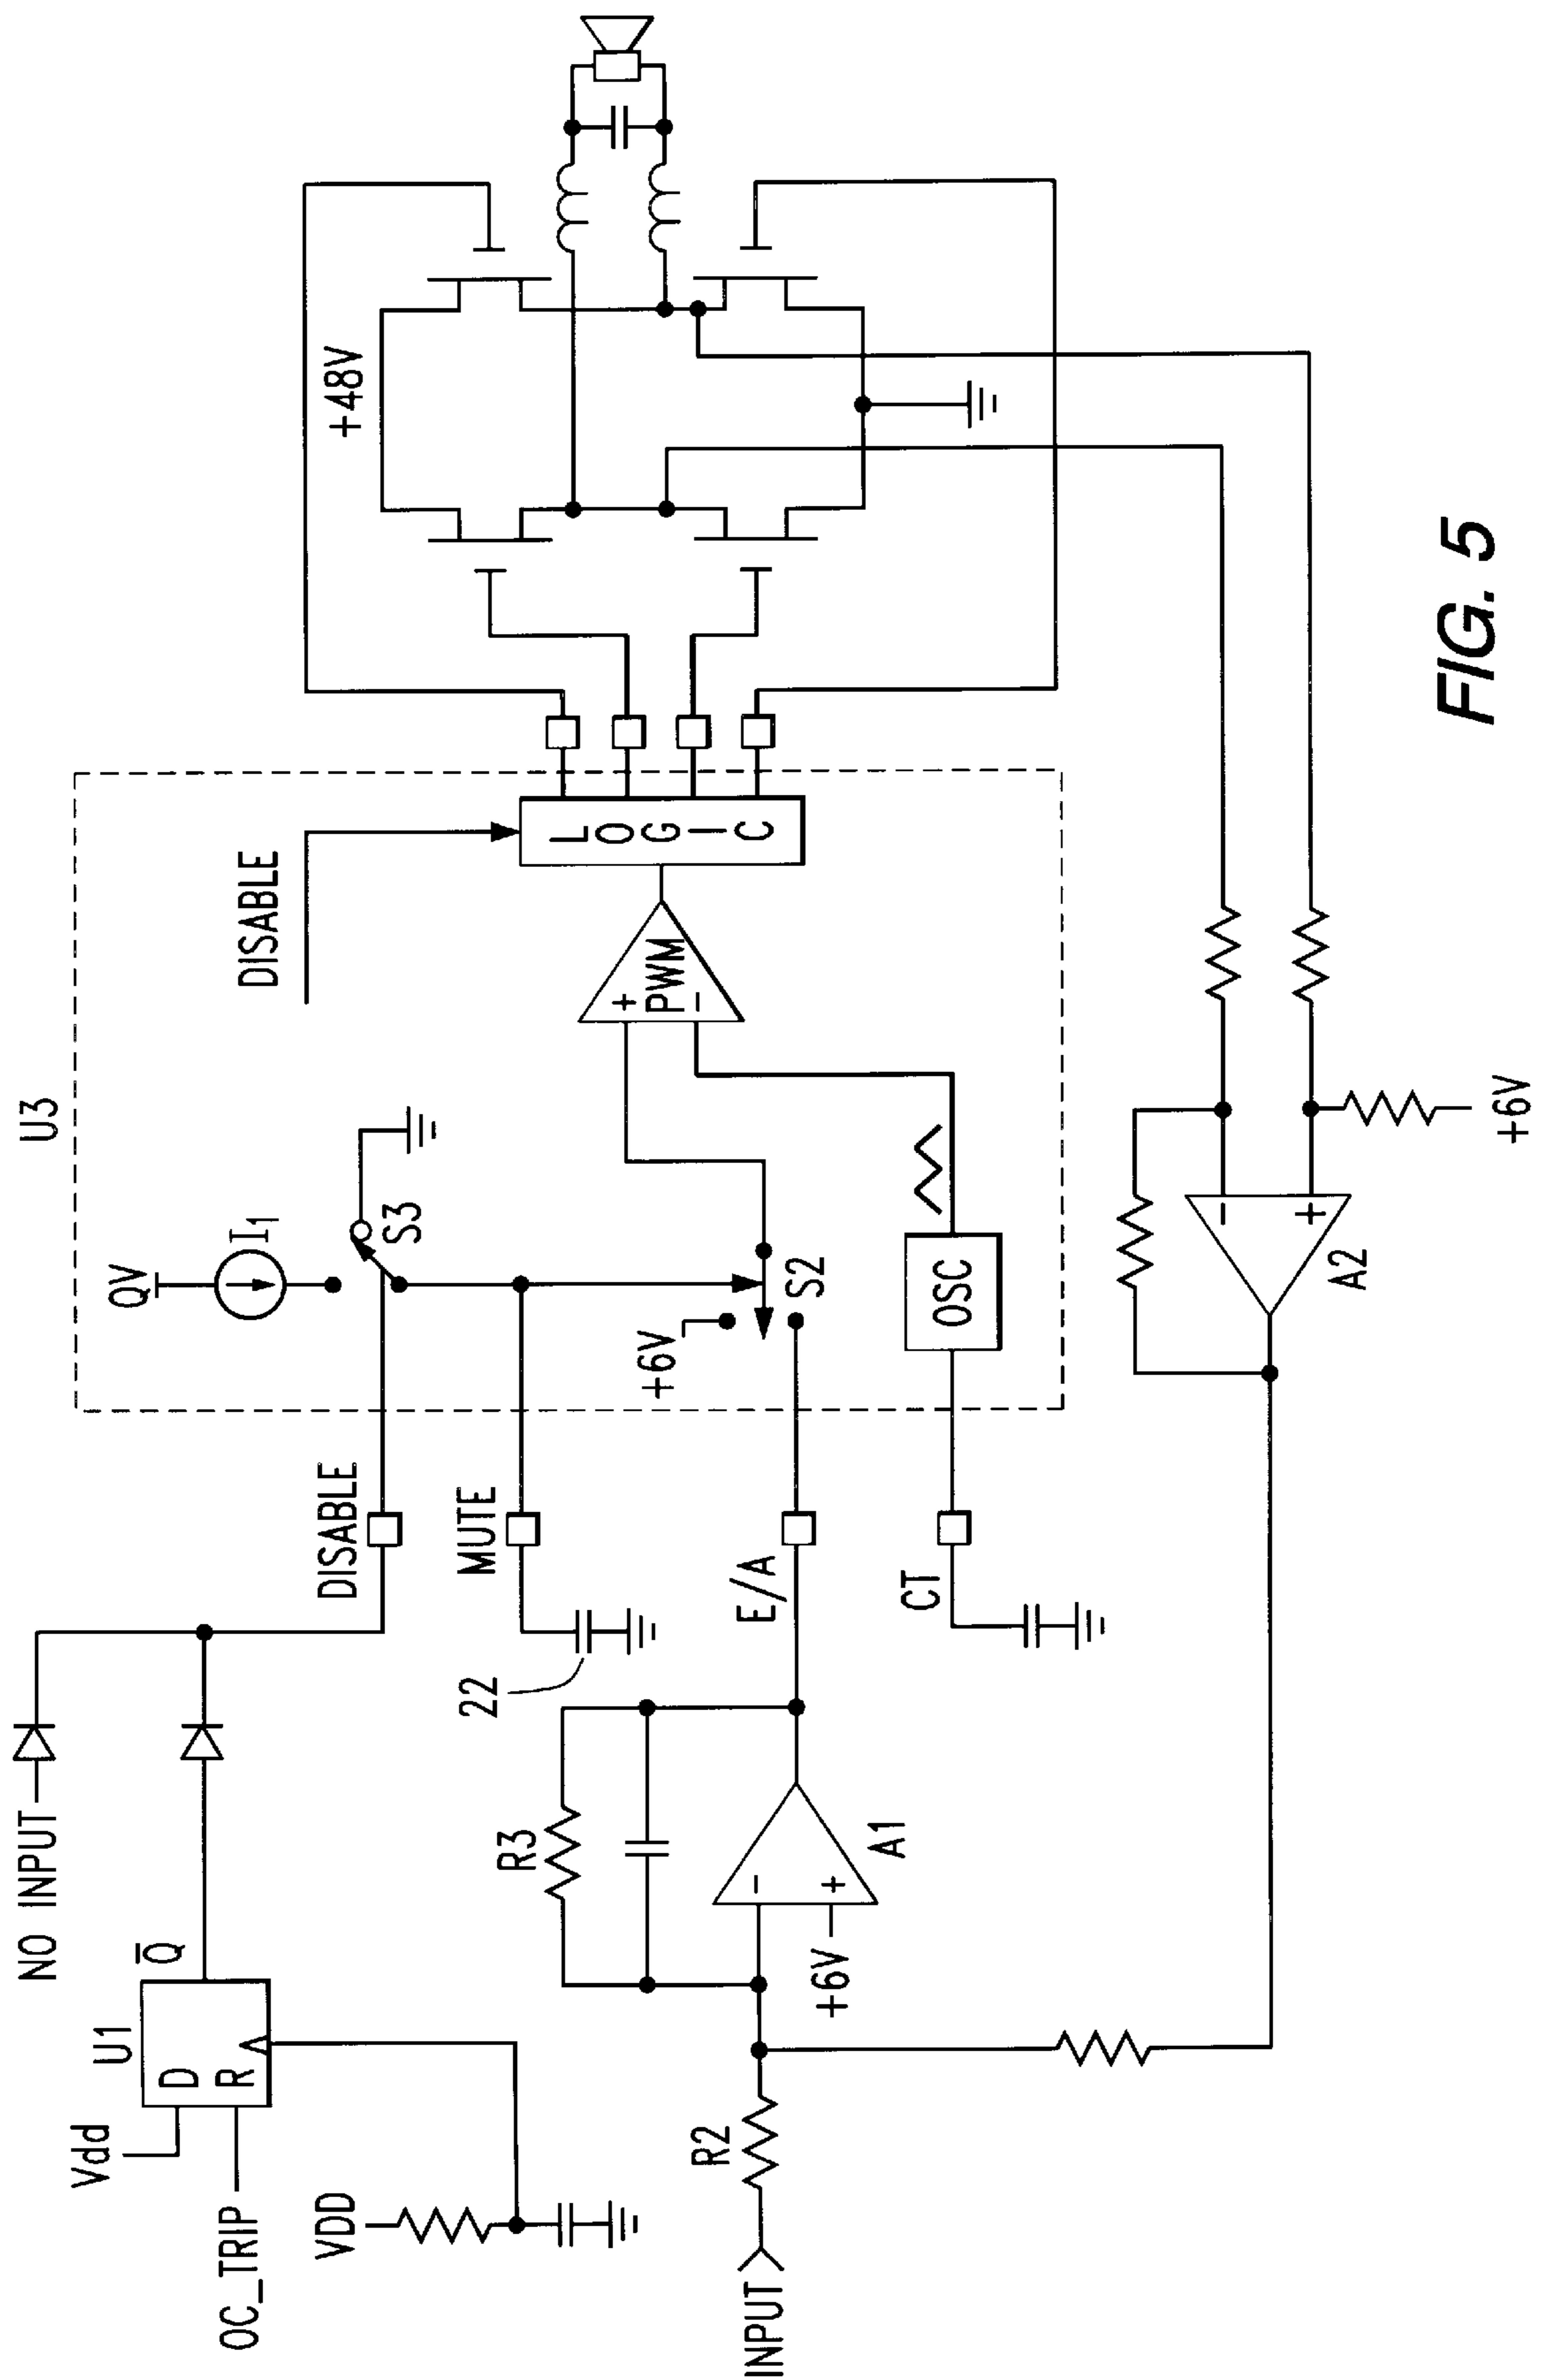 U3
QV
I1
S3
DISABLE
+48V
+6V
S2
+
PWM
−
LOGIC
OSC
NO INPUT
U1
Q̅
D
R
Vdd
OC_TRIP
VDD
DISABLE
MUTE
22
E/A
CT
R3
−
+
A1
+6V
R2
INPUT
−
+
A2
+6V
FIG. 5